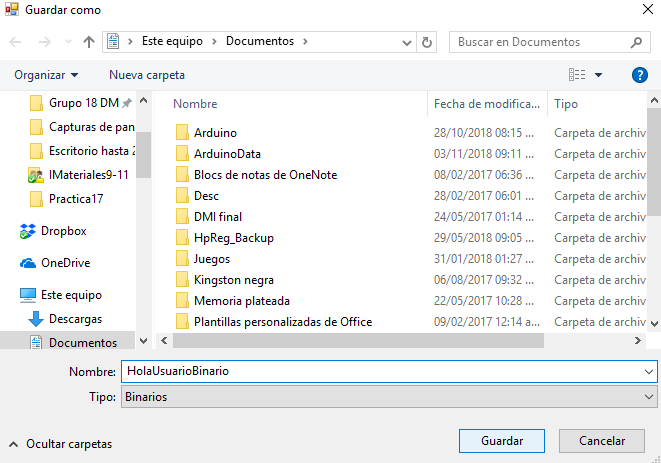 Guardar como
Este equipo > Documentos >
Buscar en Documentos
Organizar
Nueva carpeta
?
Grupo 18 DM
Capturas de pan
Escritorio hasta 2
IMateriales9-11
Practica17
Dropbox
OneDrive
Este equipo
Descargas
Documentos
Nombre Fecha de modifica... Tipo
Arduino 28/10/2018 08:15 ... Carpeta de archiv
ArduinoData 03/11/2018 09:11 ... Carpeta de archiv
Blocs de notas de OneNote 08/02/2017 06:36 ... Carpeta de archiv
Desc 28/02/2017 06:01 ... Carpeta de archiv
DMI final 24/05/2017 01:14 ... Carpeta de archiv
HpReg_Backup 29/05/2018 09:05 ... Carpeta de archiv
Juegos 31/01/2018 01:27 ... Carpeta de archiv
Kingston negra 06/08/2017 09:32 ... Carpeta de archiv
Memoria plateada 22/05/2017 10:28 ... Carpeta de archiv
Plantillas personalizadas de Office 09/02/2017 12:14 a... Carpeta de archiv
Nombre: HolaUsuarioBinario
Tipo: Binarios
Ocultar carpetas
Guardar
Cancelar